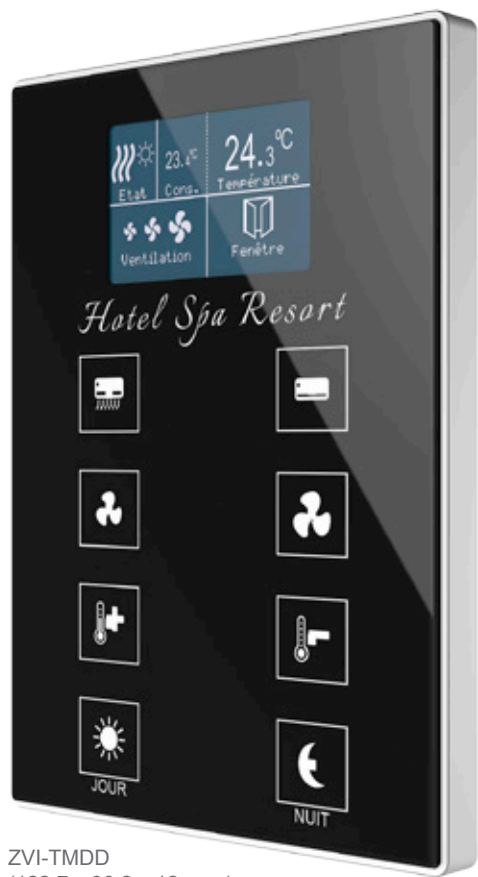 23.4°C
24.3°C
Etat
Cons.
Température
Ventilation
Fenêtre
Hotel Spa Resort
JOUR
NUIT
ZVI-TMDD